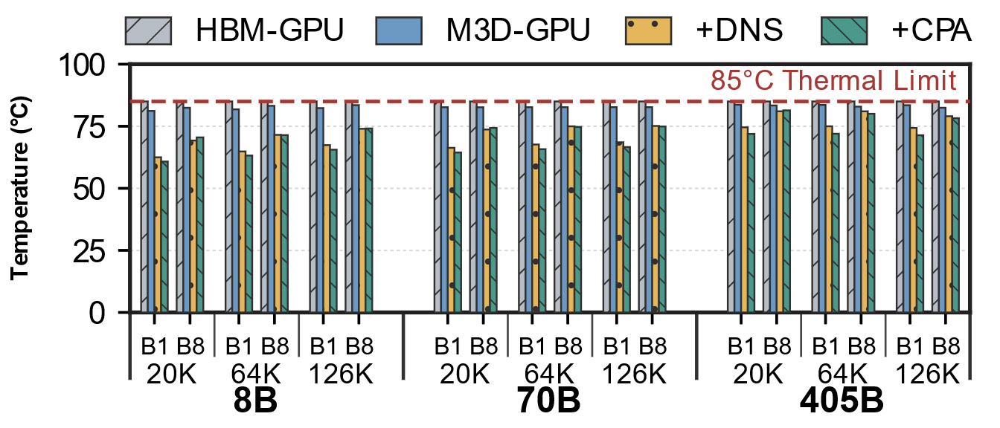 HBM-GPU M3D-GPU +DNS +CPA
100
85°C Thermal Limit
75
50
25
0
Temperature (°C)
B1 B8 B1 B8 B1 B8 B1 B8 B1 B8 B1 B8 B1 B8 B1 B8 B1 B8
20K 64K 126K 20K 64K 126K 20K 64K 126K
8B 70B 405B